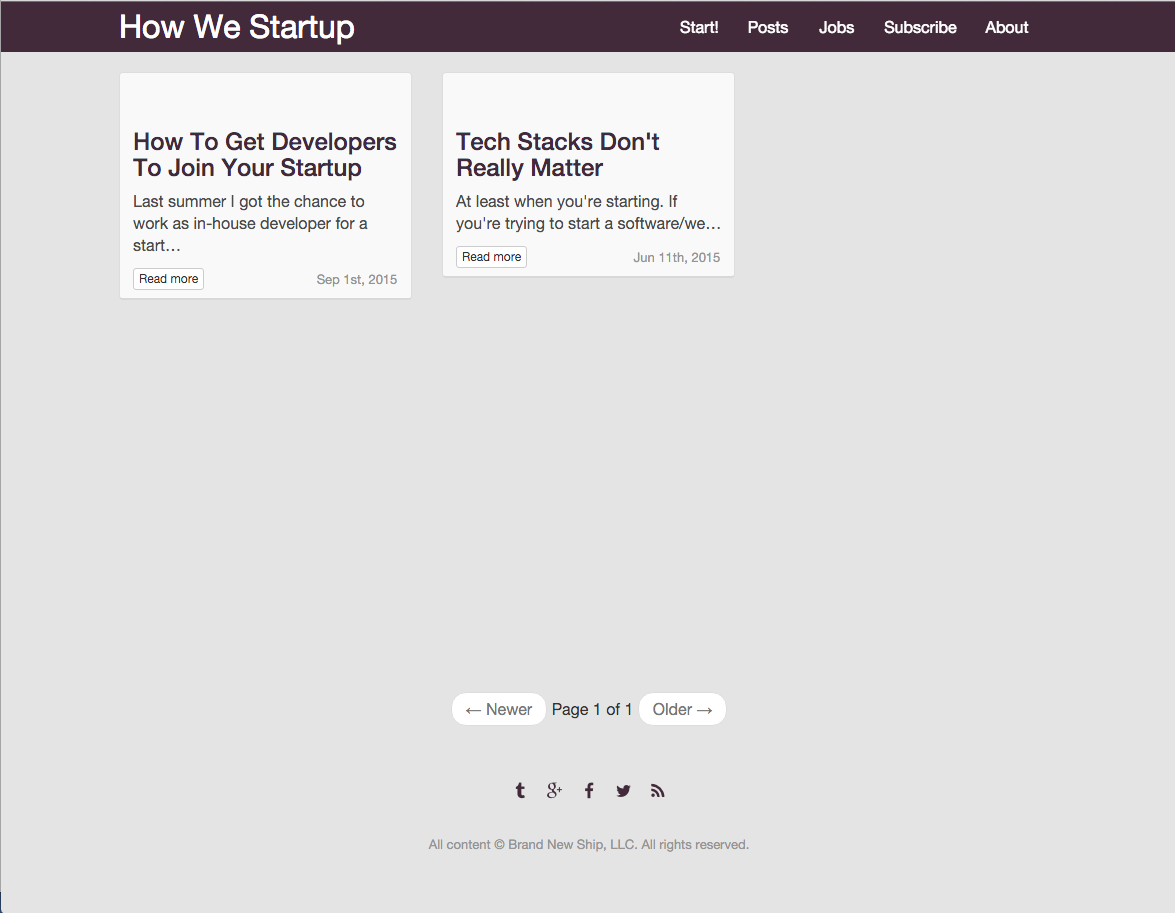 How We Startup
Start! Posts Jobs Subscribe About
How To Get Developers
To Join Your Startup
Last summer I got the chance to
work as in-house developer for a
start…
Read more Sep 1st, 2015
Tech Stacks Don't
Really Matter
At least when you're starting. If
you're trying to start a software/we…
Read more Jun 11th, 2015
← Newer Page 1 of 1 Older →
All content © Brand New Ship, LLC. All rights reserved.